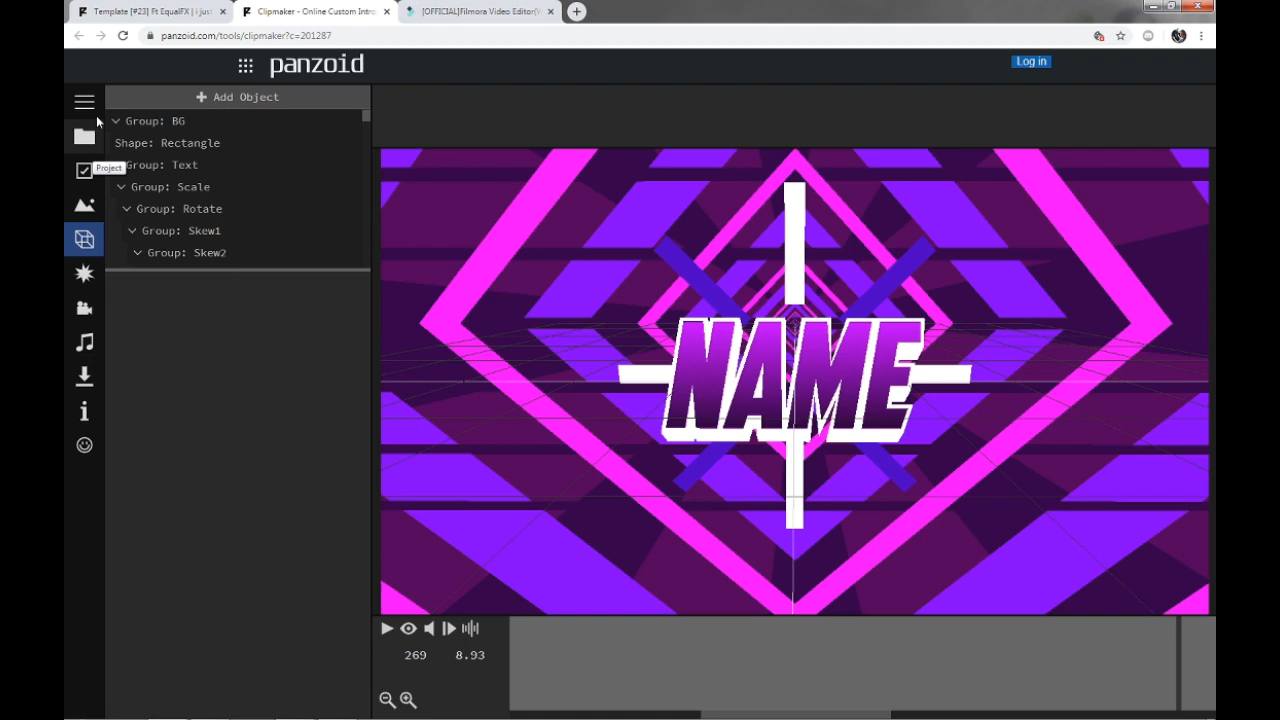 Template [#23] Ft EqualFX | i jus
Clipmaker - Online Custom Intro,
[OFFICIAL]Filmora Video Editor(V
panzoid.com/tools/clipmaker?c=201287
panzoid
Log in
Add Object
Group: BG
Shape: Rectangle
Group: Text
Project
Group: Scale
Group: Rotate
Group: Skew1
Group: Skew2
NAME
269 8.93